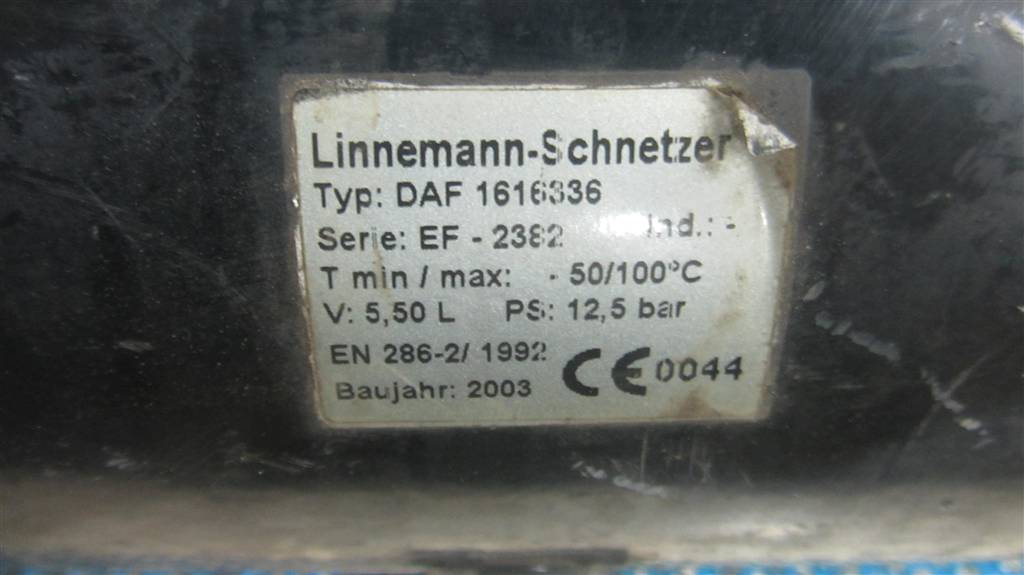 Linnemann-Schnetzer
Typ: DAF 1616336
Serie: EF - 2382 Ind.: -
T min / max: - 50/100°C
V: 5,50 L PS: 12,5 bar
EN 286-2/ 1992
Baujahr: 2003 CE 0044